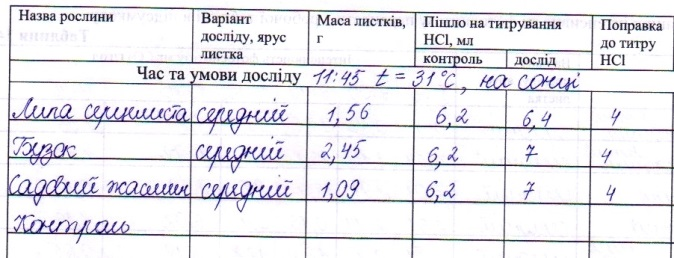 Назва рослини Варіант досліду, ярус листка Маса листків, г Пішло на титрування HCl, мл Поправка до титру HCl
контроль дослід
Час та умови досліду 11:45 t = 31°C, на сонці
Липа серцелиста середній 1,56 6,2 6,4 4
Бузок середній 2,45 6,2 7 4
Садовий жасмин середній 1,09 6,2 7 4
Контроль